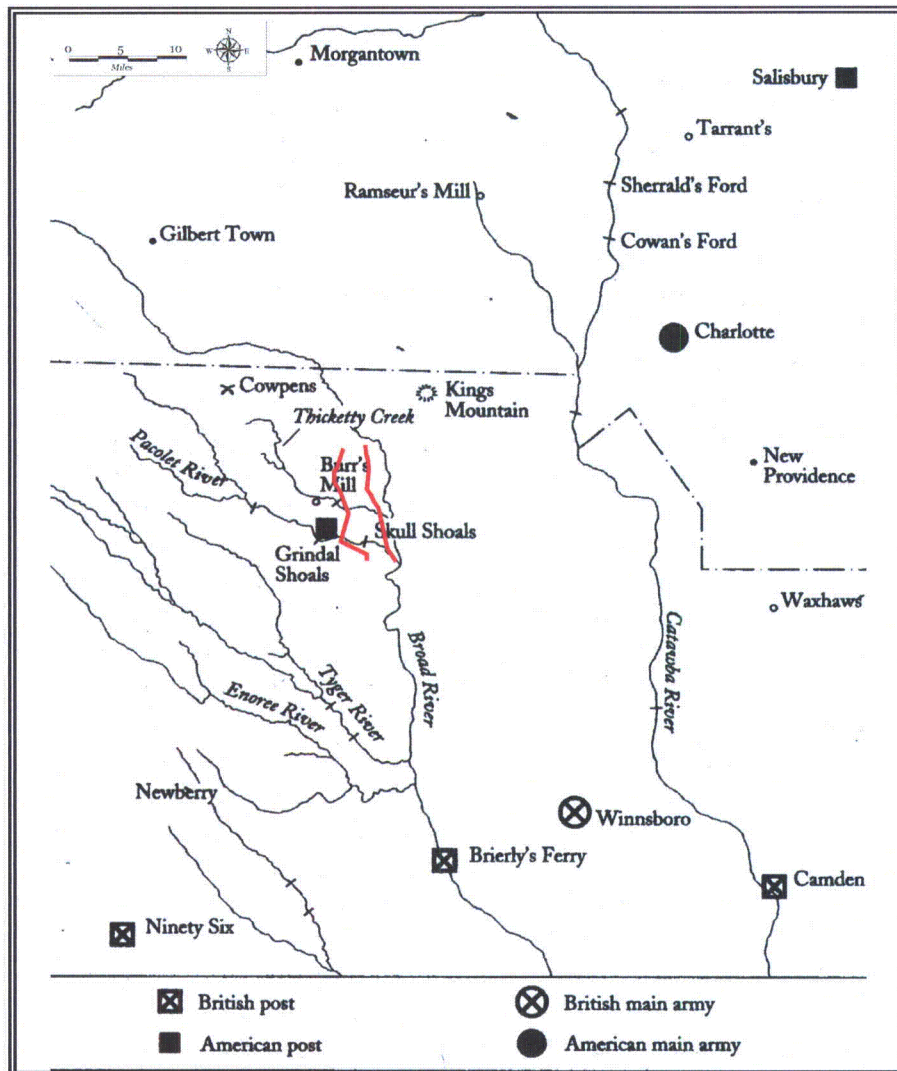 0 5 10
Miles
N
W E
S
Morgantown
Salisbury
Tarrant's
Ramseur's Mill
Sherrald's Ford
Gilbert Town
Cowan's Ford
Charlotte
Cowpens
Kings
Mountain
Thicketty Creek
Pacolet River
Burr's
Mill
New
Providence
Skull Shoals
Grindal
Shoals
Waxhaws
Broad River
Catawba River
Tyger River
Enoree River
Newberry
Winnsboro
Brierly's Ferry
Camden
Ninety Six
British post
British main army
American post
American main army